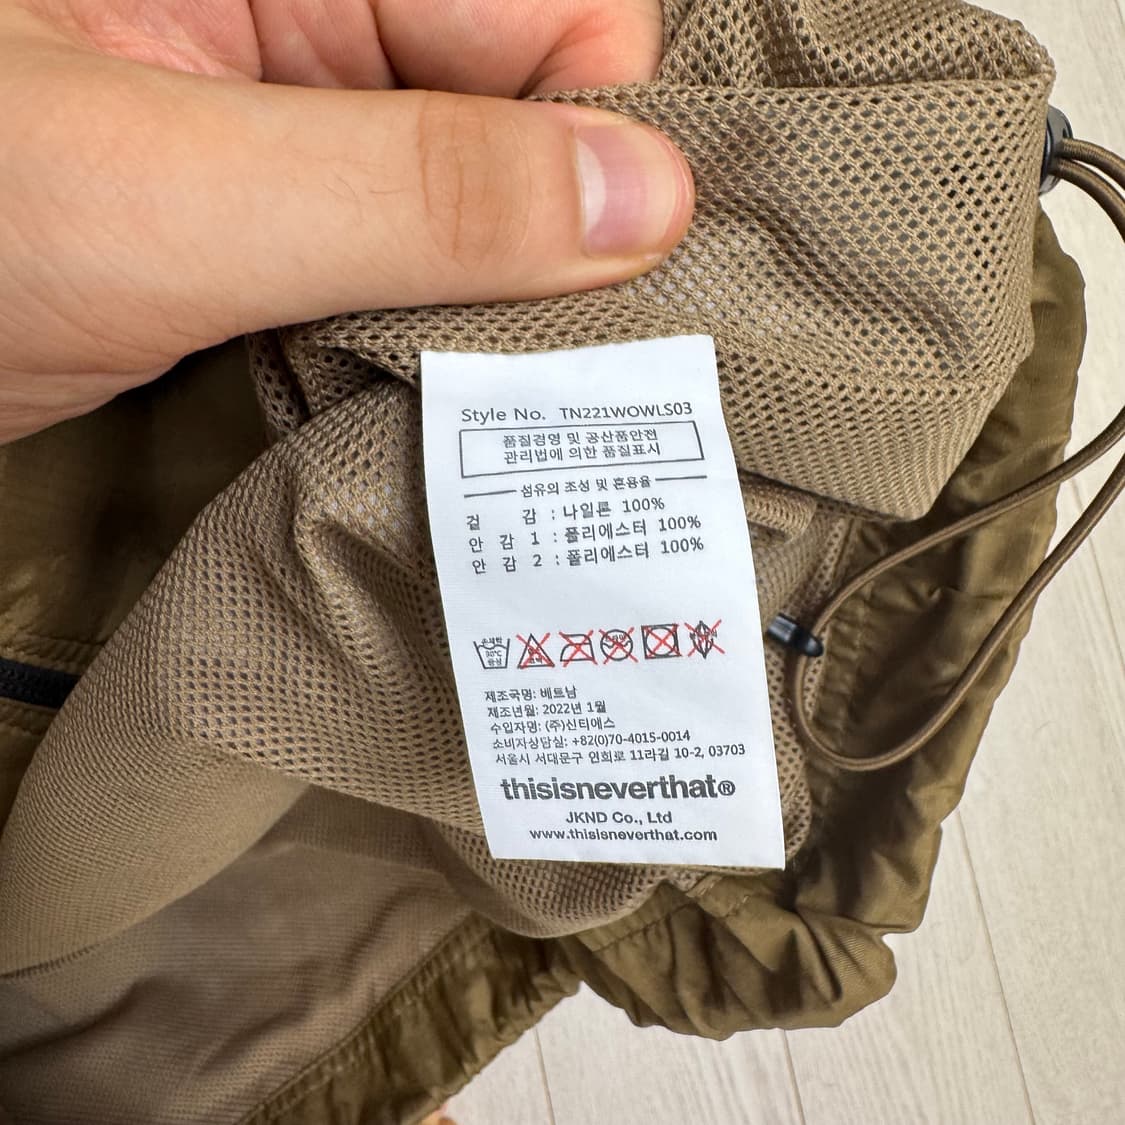 Style No. TN221WOWLS03
품질경영 및 공산품안전
관리법에 의한 품질표시
섬유의 조성 및 혼용율
겉 감 : 나일론 100%
안 감 1 : 폴리에스터 100%
안 감 2 : 폴리에스터 100%
손세탁
30℃
중성
제조국명: 베트남
제조년월: 2022년 1월
수입자명: (주)신티에스
소비자상담실: +82(0)70-4015-0014
서울시 서대문구 연희로 11라길 10-2, 03703
thisisneverthat®
JKND Co., Ltd
www.thisisneverthat.com